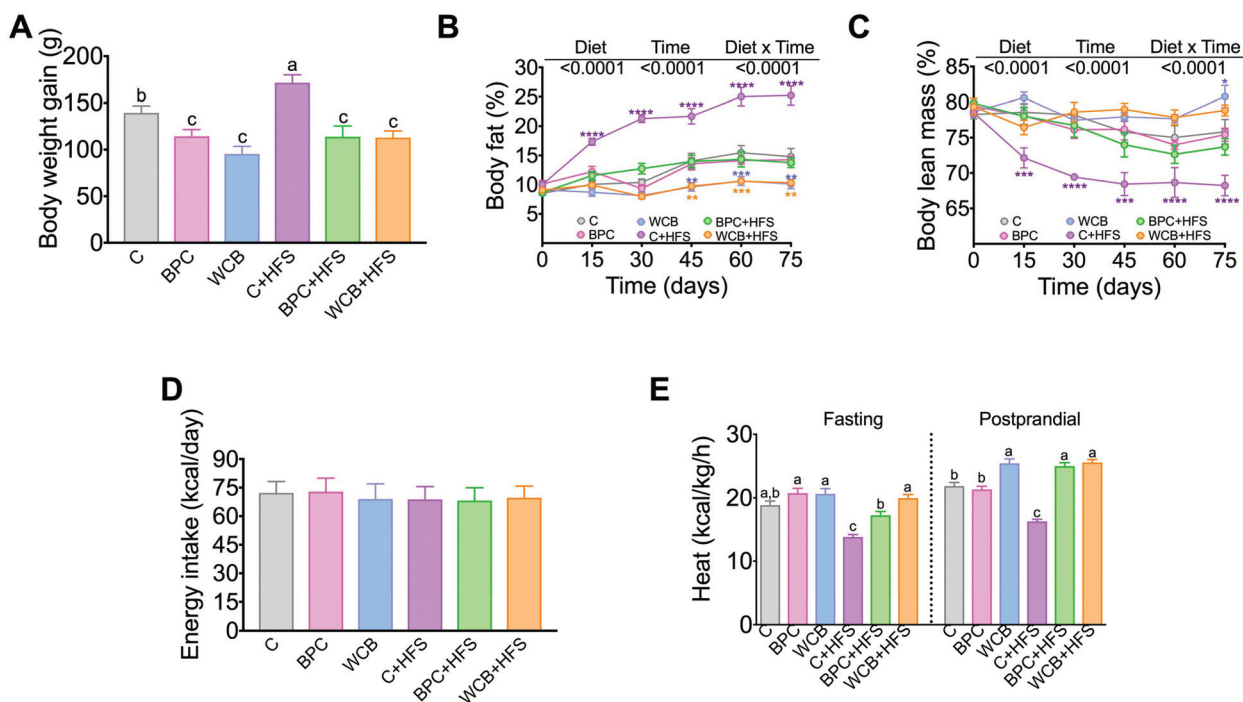 A
Body weight gain (g)
200
150
100
50
0
b
c
c
a
c
c
C
BPC
WCB
C+HFS
BPC+HFS
WCB+HFS
B
Diet Time Diet x Time
<0.0001 <0.0001 <0.0001
Body fat (%)
30
25
20
15
10
5
**** **** **** **** ****
** *** **
** *** **
C WCB BPC+HFS
BPC C+HFS WCB+HFS
0 15 30 45 60 75
Time (days)
C
Diet Time Diet x Time
<0.0001 <0.0001 <0.0001
Body lean mass (%)
85
80
75
70
65
*
*** **** *** **** ****
C WCB BPC+HFS
BPC C+HFS WCB+HFS
0 15 30 45 60 75
Time (days)
D
Energy intake (kcal/day)
90
75
60
45
30
15
0
C
BPC
WCB
C+HFS
BPC+HFS
WCB+HFS
E
Fasting Postprandial
Heat (kcal/kg/h)
30
20
10
0
a,b
a
a
c
b
a
b
b
a
c
a
a
C
BPC
WCB
C+HFS
BPC+HFS
WCB+HFS
C
BPC
WCB
C+HFS
BPC+HFS
WCB+HFS